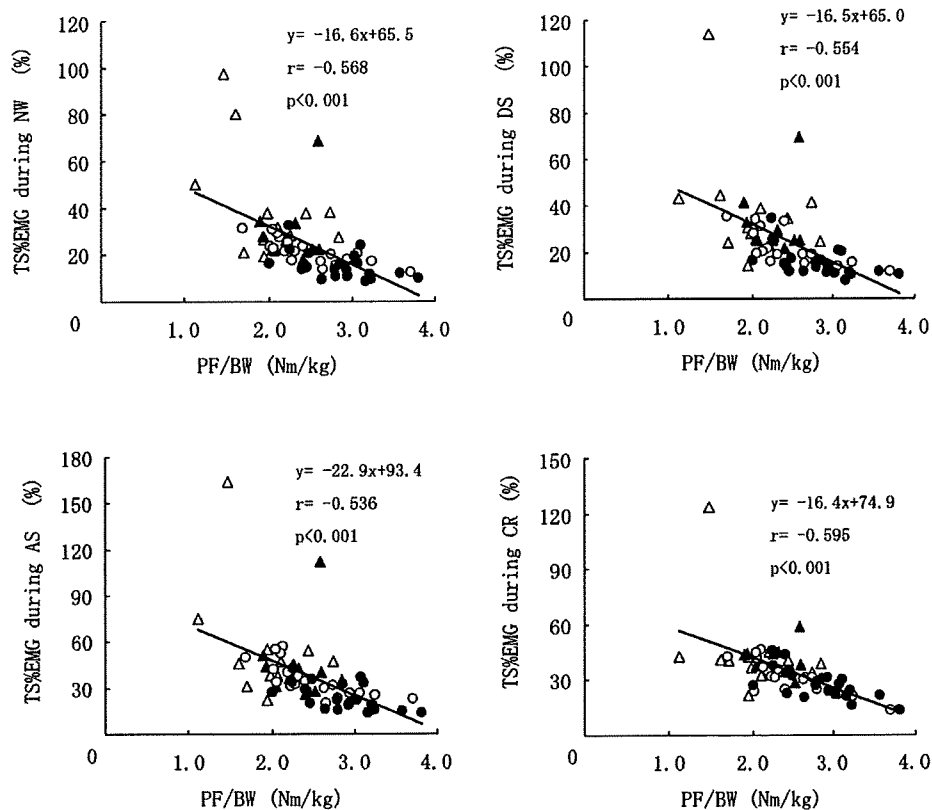 TS%EMG during NW (%)
120
100
80
60
40
20
0
1.0 2.0 3.0 4.0
PF/BW (Nm/kg)
y= -16.6x+65.5
r= -0.568
p<0.001
TS%EMG during DS (%)
120
100
80
60
40
20
0
1.0 2.0 3.0 4.0
PF/BW (Nm/kg)
y= -16.5x+65.0
r= -0.554
p<0.001
TS%EMG during AS (%)
180
150
120
90
60
30
0
1.0 2.0 3.0 4.0
PF/BW (Nm/kg)
y= -22.9x+93.4
r= -0.536
p<0.001
TS%EMG during CR (%)
150
120
90
60
30
0
1.0 2.0 3.0 4.0
PF/BW (Nm/kg)
y= -16.4x+74.9
r= -0.595
p<0.001